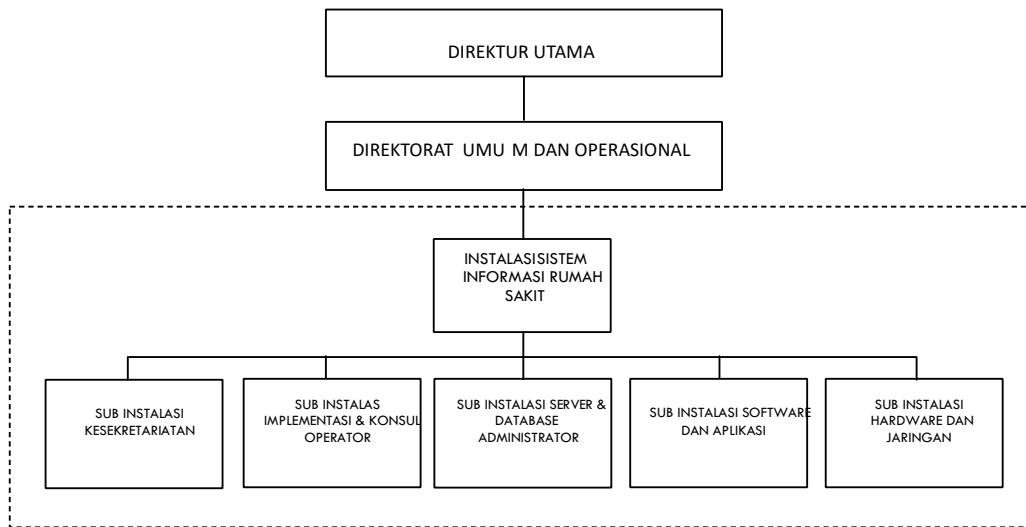 DIREKTUR UTAMA
DIREKTORAT UMU M DAN OPERASIONAL
INSTALASISISTEM
INFORMASI RUMAH
SAKIT
SUB INSTALASI
KESEKRETARIATAN
SUB INSTALAS
IMPLEMENTASI & KONSUL
OPERATOR
SUB INSTALASI SERVER &
DATABASE
ADMINISTRATOR
SUB INSTALASI SOFTWARE
DAN APLIKASI
SUB INSTALASI
HARDWARE DAN
JARINGAN